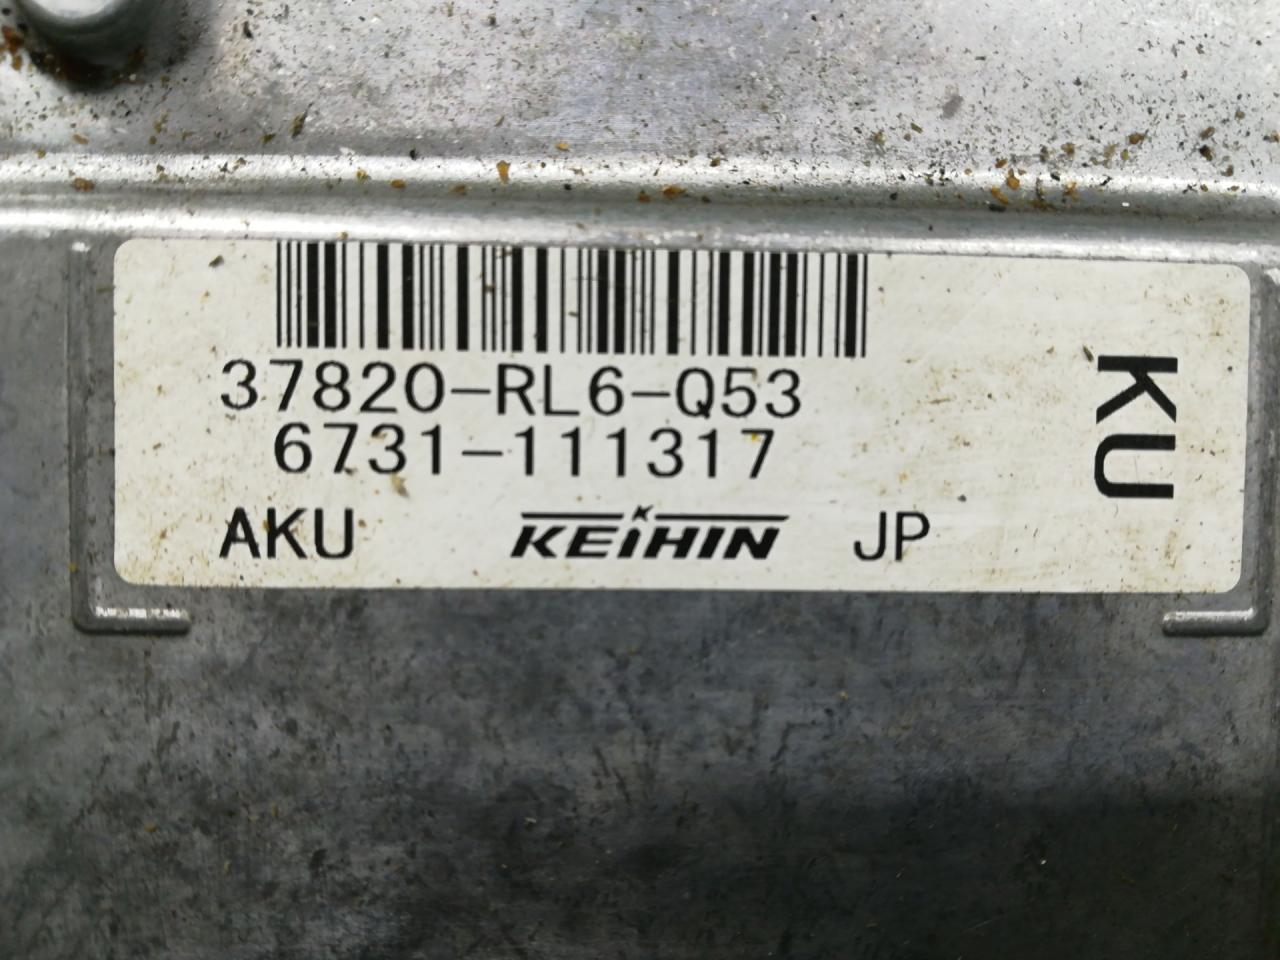 37820-RL6-Q53
6731-111317
AKU KEIHIN JP
KU